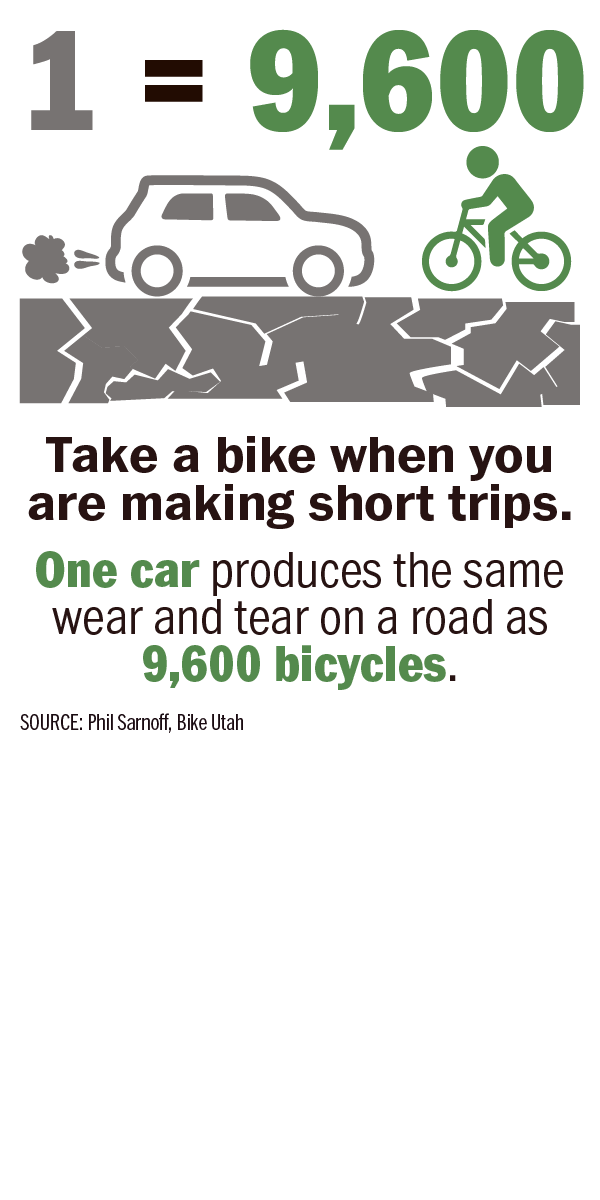 1 = 9,600
Take a bike when you
are making short trips.
One car produces the same
wear and tear on a road as
9,600 bicycles.
SOURCE: Phil Sarnoff, Bike Utah